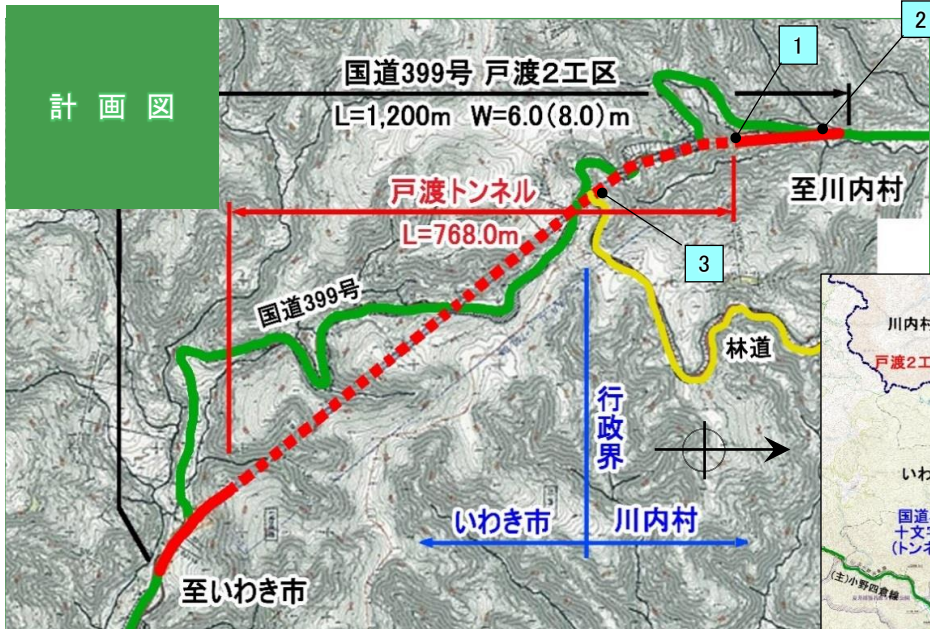 計画図
1
2
国道399号 戸渡2工区
L=1,200m W=6.0(8.0)m
戸渡トンネル
L=768.0m
至川内村
3
国道399号
林道
川内村
戸渡2工
行政界
いわ
いわき市
川内村
国道
十文字
(トンネ
至いわき市
(主)小野四倉線